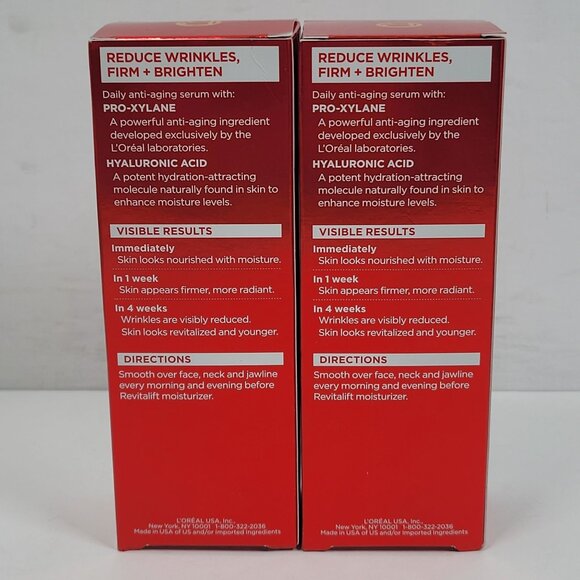 REDUCE WRINKLES,
FIRM + BRIGHTEN
Daily anti-aging serum with:
PRO-XYLANE
A powerful anti-aging ingredient
developed exclusively by the
L'Oréal laboratories.
HYALURONIC ACID
A potent hydration-attracting
molecule naturally found in skin to
enhance moisture levels.
VISIBLE RESULTS
Immediately
Skin looks nourished with moisture.
In 1 week
Skin appears firmer, more radiant.
In 4 weeks
Wrinkles are visibly reduced.
Skin looks revitalized and younger.
DIRECTIONS
Smooth over face, neck and jawline
every morning and evening before
Revitalift moisturizer.
L'ORÉAL USA, Inc.,
New York, NY 10001 1-800-322-2036
Made in USA of US and/or imported ingredients
REDUCE WRINKLES,
FIRM + BRIGHTEN
Daily anti-aging serum with:
PRO-XYLANE
A powerful anti-aging ingredient
developed exclusively by the
L'Oréal laboratories.
HYALURONIC ACID
A potent hydration-attracting
molecule naturally found in skin to
enhance moisture levels.
VISIBLE RESULTS
Immediately
Skin looks nourished with moisture.
In 1 week
Skin appears firmer, more radiant.
In 4 weeks
Wrinkles are visibly reduced.
Skin looks revitalized and younger.
DIRECTIONS
Smooth over face, neck and jawline
every morning and evening before
Revitalift moisturizer.
L'ORÉAL USA, Inc.,
New York, NY 10001 1-800-322-2036
Made in USA of US and/or imported ingredients